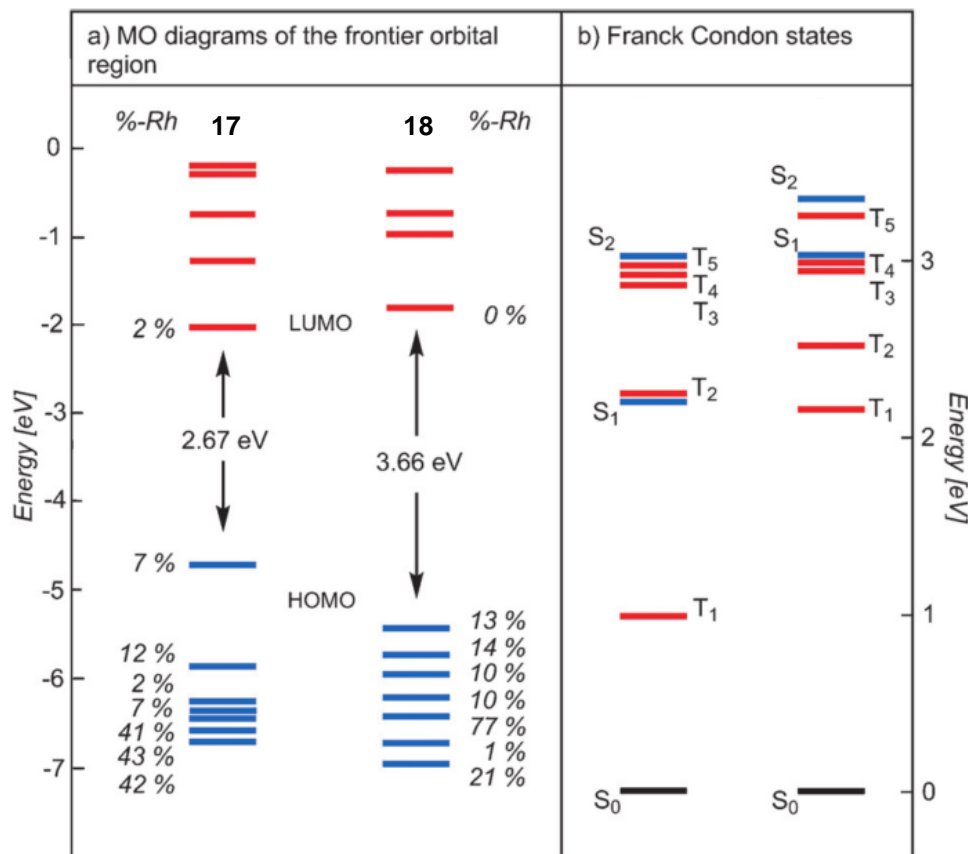 a) MO diagrams of the frontier orbital
region
b) Franck Condon states
%-Rh 17 18 %-Rh
0
-1
-2
-3
-4
-5
-6
-7
Energy [eV]
2 %
LUMO
0 %
2.67 eV
3.66 eV
7 %
HOMO
12 %
2 %
7 %
41 %
43 %
42 %
13 %
14 %
10 %
10 %
77 %
1 %
21 %
S2
T5
T4
T3
T2
S1
T1
S0
S2
T5
S1
T4
T3
T2
T1
S0
3
2
1
0
Energy [eV]